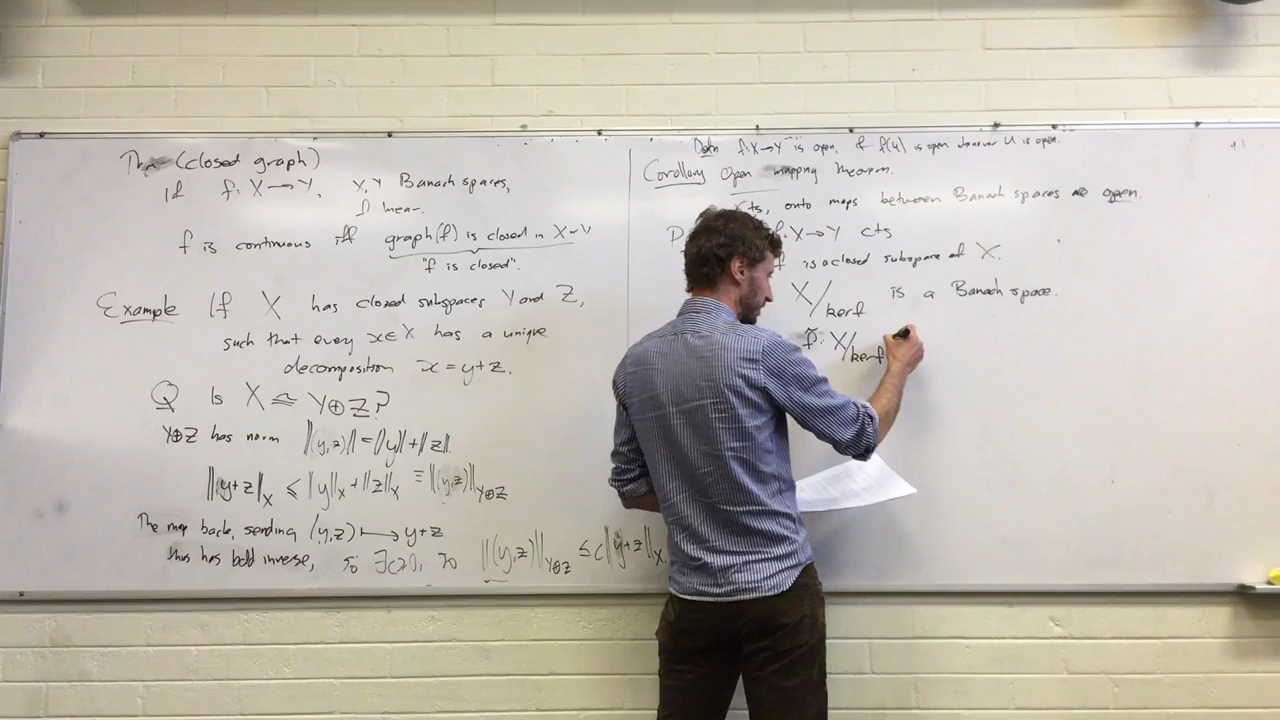 Thm (closed graph)
If f: X → Y, X, Y Banach spaces,
f linear.
f is continuous iff graph(f) is closed in X
"f is closed".
Example If X has closed subspaces Y and Z,
such that every x∈X has a unique
decomposition x = y+z.
Q Is X ≅ Y⊕Z?
Y⊕Z has norm ||(y,z)|| = ||y|| + ||z||.
||y+z||_X ≤ ||y||_X + ||z||_X ≡ ||(y,z)||_Y⊕Z
The map back, sending (y,z) ↦ y+z
thus has bdd inverse, so ∃c>0, so ||(y,z)||_Y⊕Z ≤ c||y+z||_X.
Defn f: X→Y is open, if f(U) is open whenever U is open.
Corollary Open mapping theorem.
cts, onto maps between Banach spaces are open.
P f: X→Y cts
f is a closed subspace of X.
X/kerf is a Banach space.
f̃: X/kerf